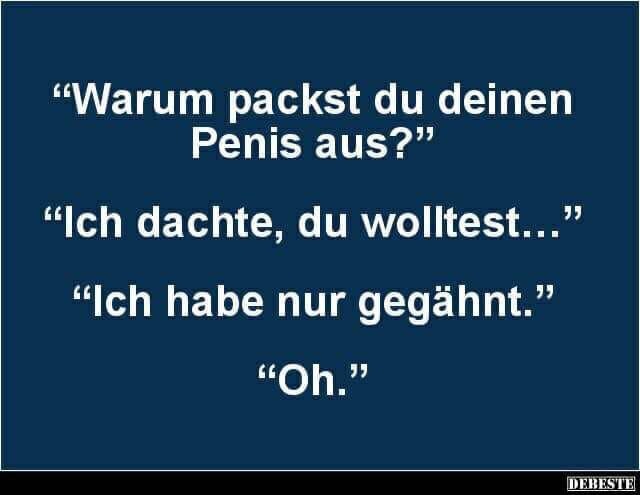 “Warum packst du deinen
Penis aus?”
“Ich dachte, du wolltest…”
“Ich habe nur gegähnt.”
“Oh.”
DEBESTE